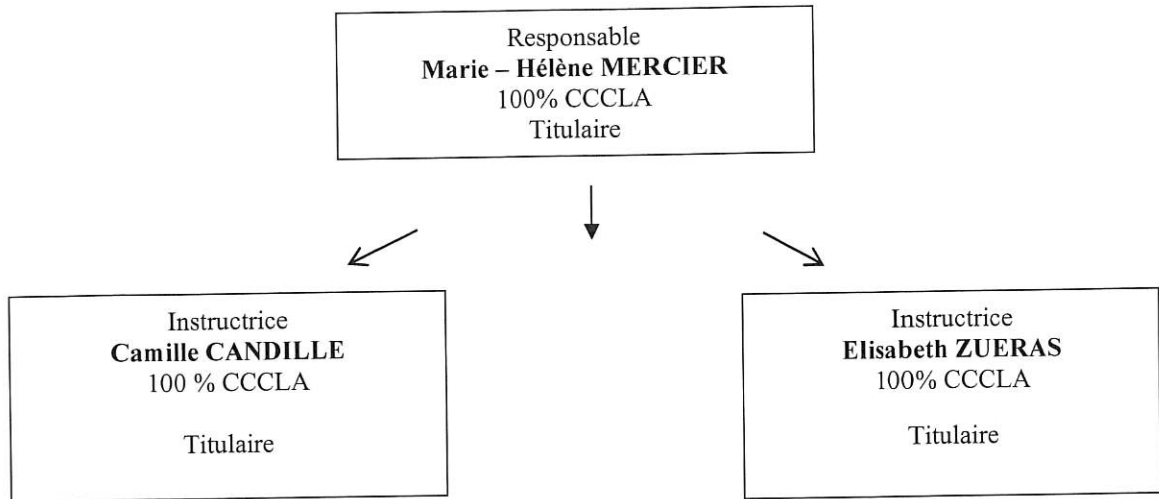 Responsable
Marie – Hélène MERCIER
100% CCCLA
Titulaire
Instructrice
Camille CANDILLE
100 % CCCLA
Titulaire
Instructrice
Elisabeth ZUERAS
100% CCCLA
Titulaire